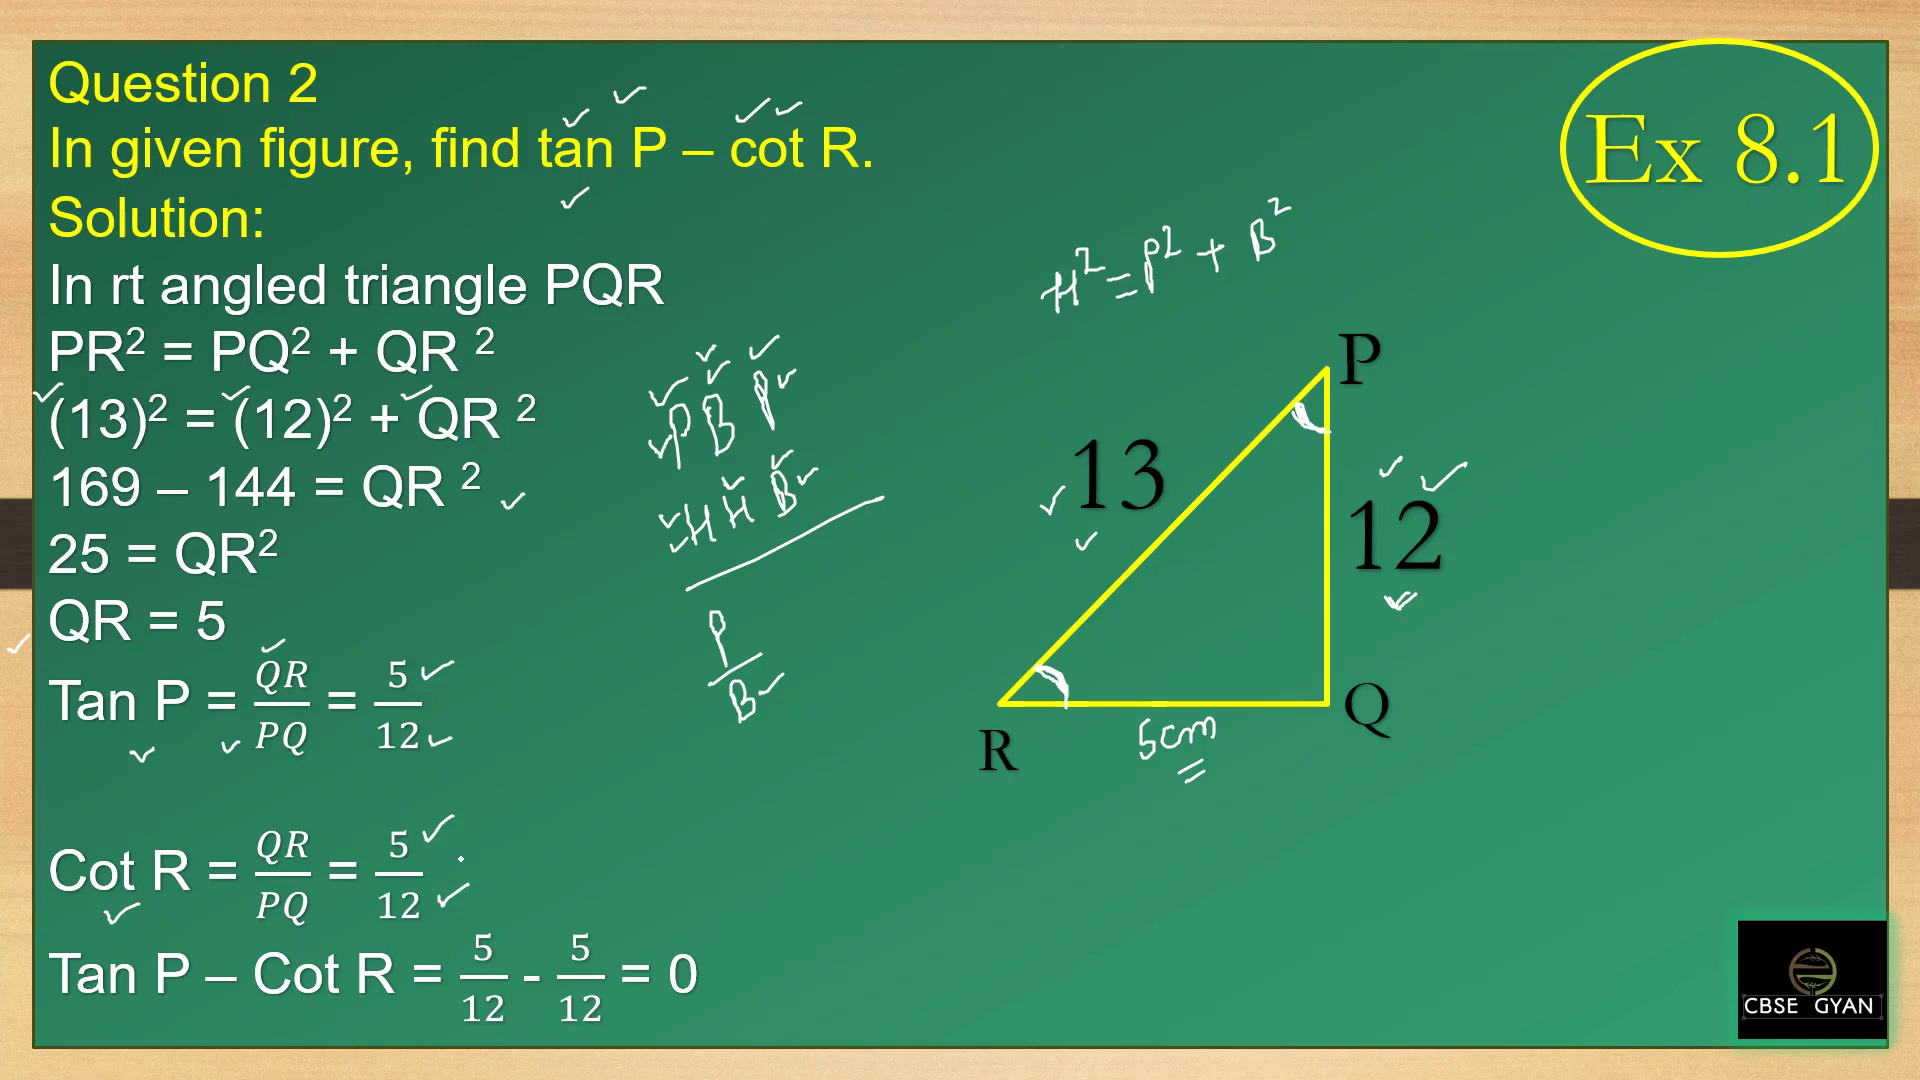 Question 2
In given figure, find tan P – cot R.
Solution:
In rt angled triangle PQR
PR² = PQ² + QR ²
(13)² = (12)² + QR ²
169 – 144 = QR ²
25 = QR²
QR = 5
Tan P = QR/PQ = 5/12
Cot R = QR/PQ = 5/12
Tan P – Cot R = 5/12 - 5/12 = 0
P B P
H H B
P/B
H² = P² + B²
Ex 8.1
P
13
12
R
Q
5cm
CBSE GYAN